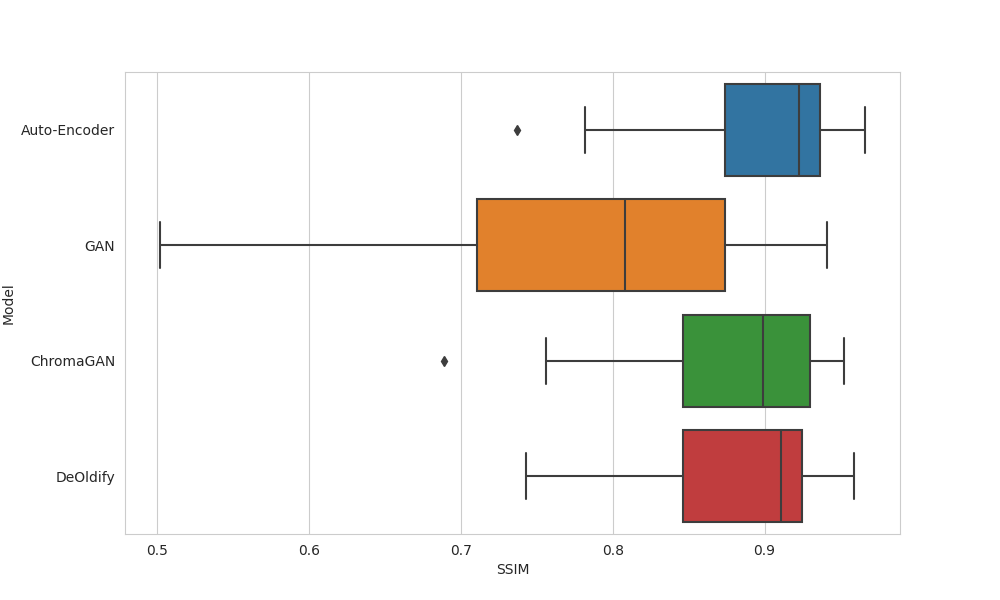 Auto-Encoder
GAN
ChromaGAN
DeOldify
Model
0.5 0.6 0.7 0.8 0.9
SSIM